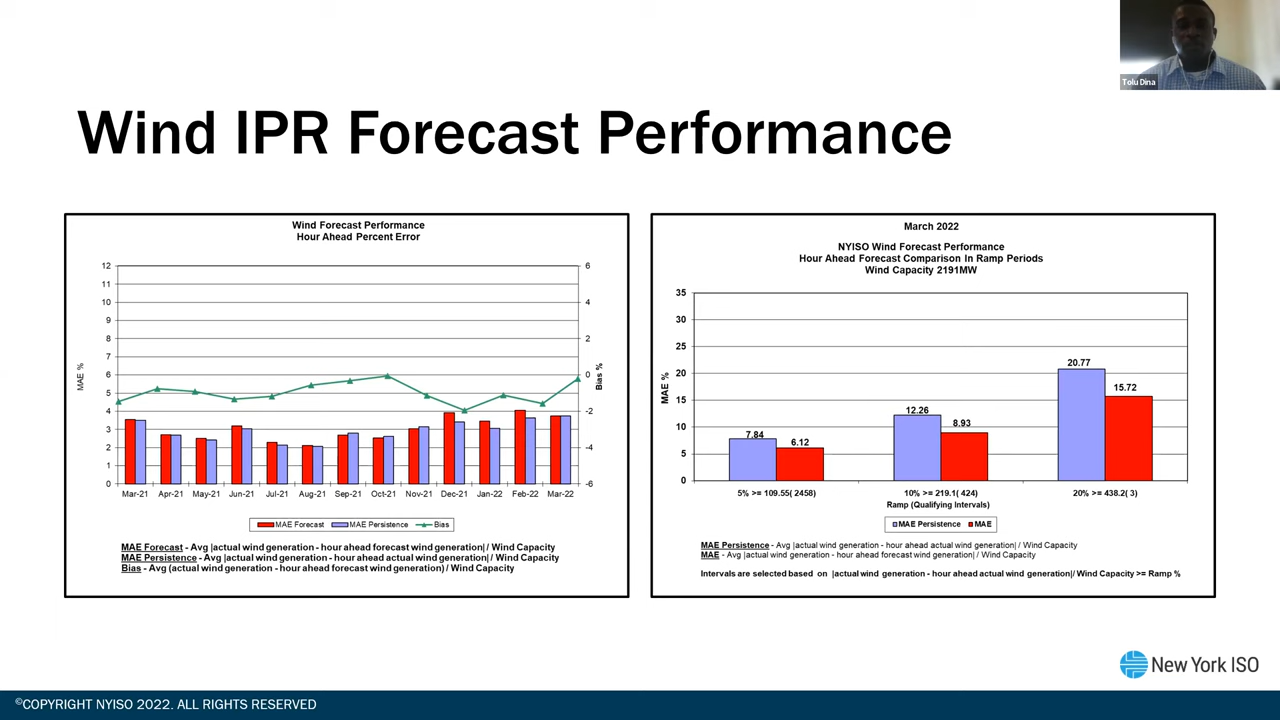 Tolu Dina
Wind IPR Forecast Performance
Wind Forecast Performance
Hour Ahead Percent Error
12
11
10
9
8
7
6
5
4
3
2
1
0
MAE %
6
4
2
0
-2
-4
-6
Bias %
Mar-21 Apr-21 May-21 Jun-21 Jul-21 Aug-21 Sep-21 Oct-21 Nov-21 Dec-21 Jan-22 Feb-22 Mar-22
MAE Forecast MAE Persistence Bias
MAE Forecast - Avg |actual wind generation - hour ahead forecast wind generation| / Wind Capacity
MAE Persistence - Avg |actual wind generation - hour ahead actual wind generation| / Wind Capacity
Bias - Avg (actual wind generation - hour ahead forecast wind generation) / Wind Capacity
March 2022
NYISO Wind Forecast Performance
Hour Ahead Forecast Comparison In Ramp Periods
Wind Capacity 2191MW
35
30
25
20
15
10
5
0
MAE %
7.84
6.12
12.26
8.93
20.77
15.72
5% >= 109.55( 2458) 10% >= 219.1( 424) 20% >= 438.2( 3)
Ramp (Qualifying Intervals)
MAE Persistence MAE
MAE Persistence - Avg |actual wind generation - hour ahead actual wind generation| / Wind Capacity
MAE - Avg |actual wind generation - hour ahead forecast wind generation| / Wind Capacity
Intervals are selected based on |actual wind generation - hour ahead actual wind generation|/ Wind Capacity >= Ramp %
New York ISO
©COPYRIGHT NYISO 2022. ALL RIGHTS RESERVED